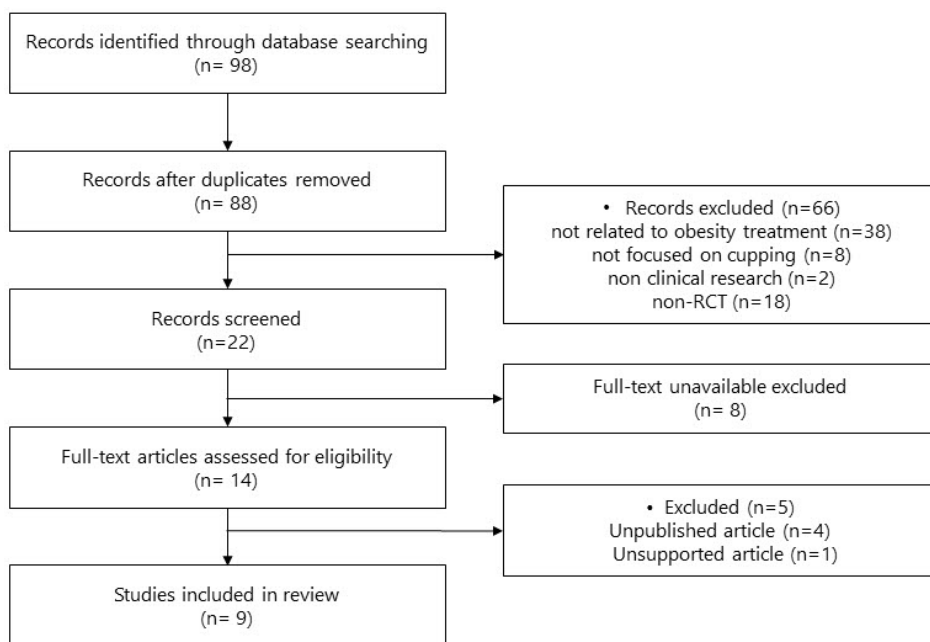 Records identified through database searching
(n= 98)
Records after duplicates removed
(n= 88)
• Records excluded (n=66)
not related to obesity treatment (n=38)
not focused on cupping (n=8)
non clinical research (n=2)
non-RCT (n=18)
Records screened
(n=22)
Full-text unavailable excluded
(n= 8)
Full-text articles assessed for eligibility
(n= 14)
• Excluded (n=5)
Unpublished article (n=4)
Unsupported article (n=1)
Studies included in review
(n= 9)